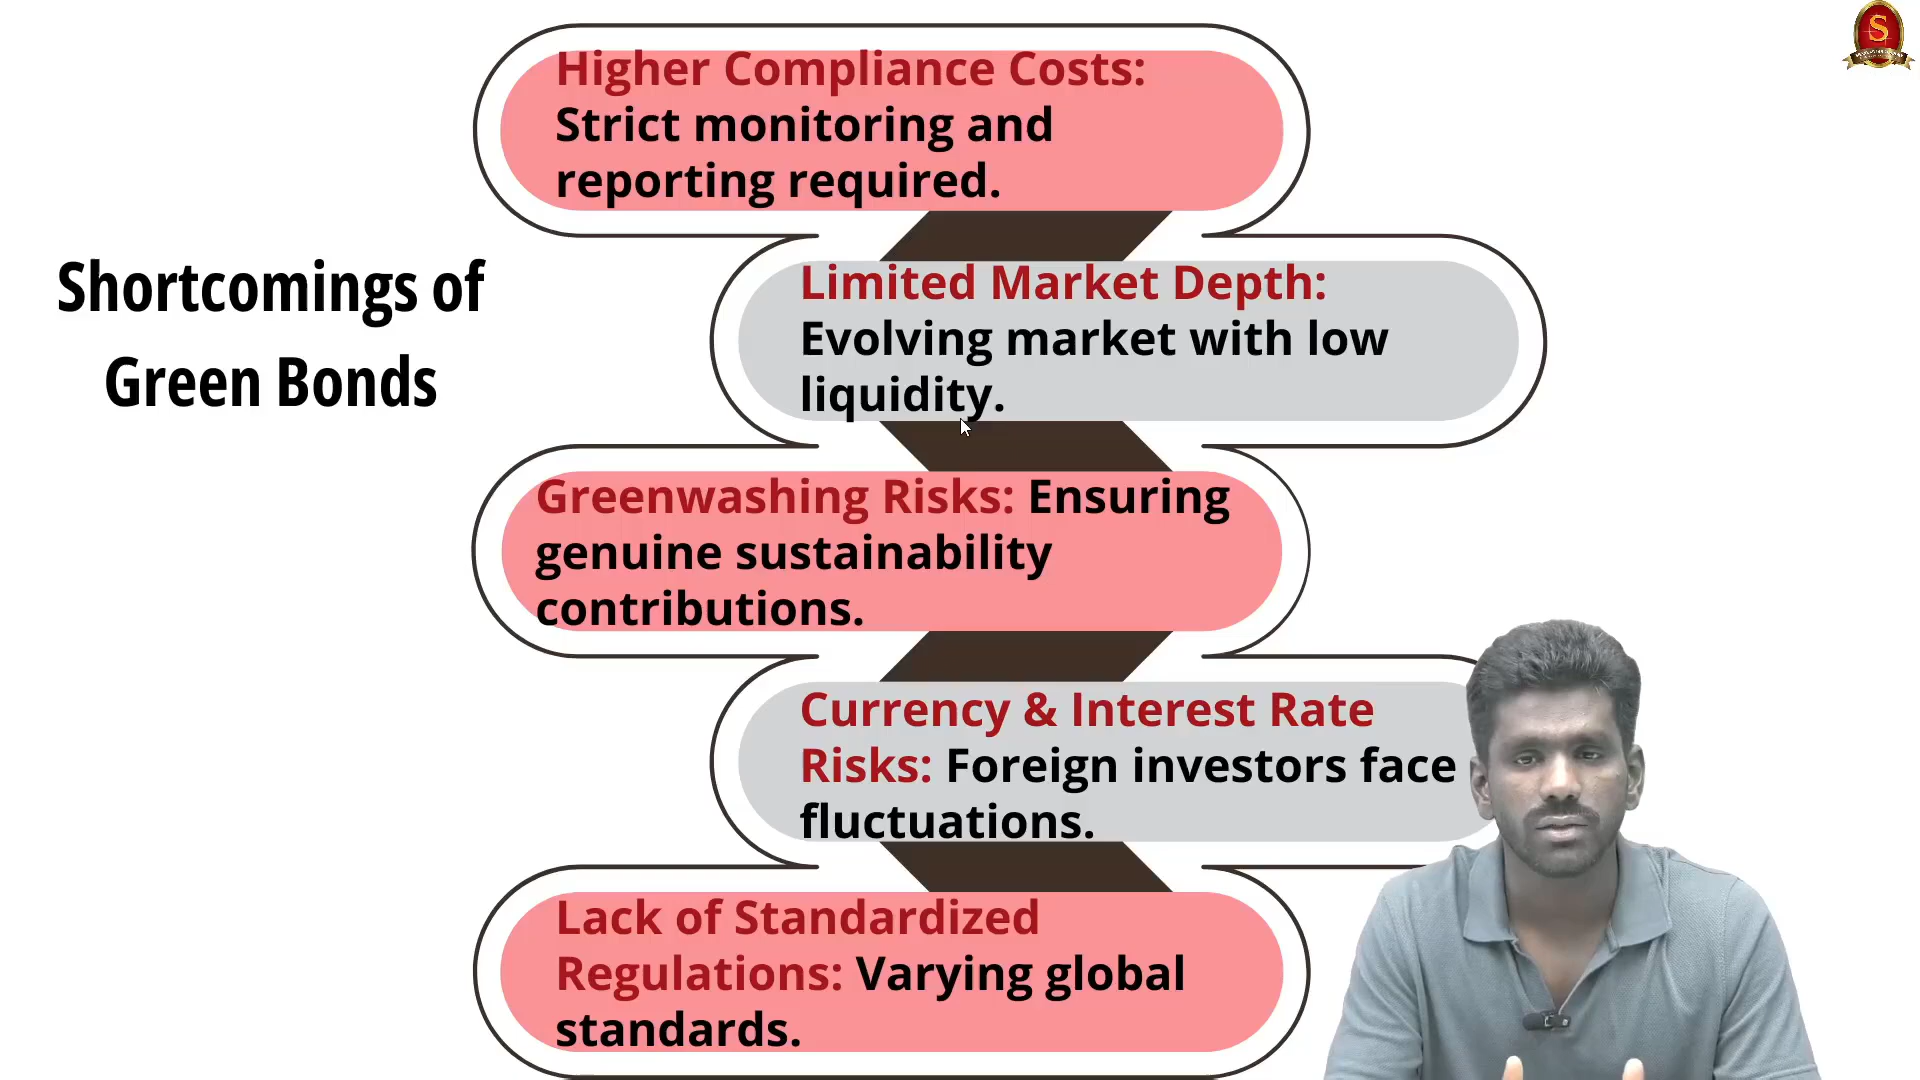 Shortcomings of
Green Bonds
Higher Compliance Costs:
Strict monitoring and
reporting required.
Limited Market Depth:
Evolving market with low
liquidity.
Greenwashing Risks: Ensuring
genuine sustainability
contributions.
Currency & Interest Rate
Risks: Foreign investors face
fluctuations.
Lack of Standardized
Regulations: Varying global
standards.
S